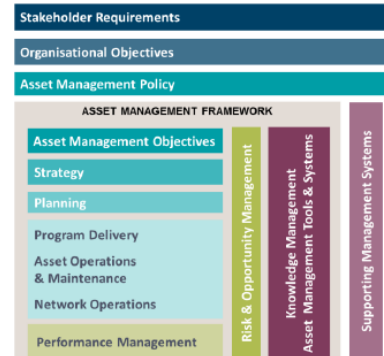 Stakeholder Requirements
Organisational Objectives
Asset Management Policy
ASSET MANAGEMENT FRAMEWORK
Asset Management Objectives
Strategy
Planning
Program Delivery
Asset Operations
& Maintenance
Network Operations
Performance Management
Risk & Opportunity Management
Knowledge Management
Asset Management Tools & Systems
Supporting Management Systems